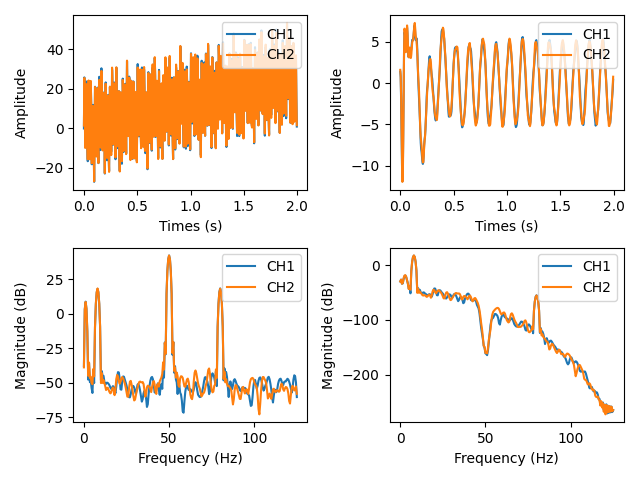 Amplitude
40
20
0
−20
0.0 0.5 1.0 1.5 2.0
Times (s)
CH1
CH2
Amplitude
5
0
−5
−10
0.0 0.5 1.0 1.5 2.0
Times (s)
CH1
CH2
Magnitude (dB)
25
0
−25
−50
−75
0 50 100
Frequency (Hz)
CH1
CH2
Magnitude (dB)
0
−100
−200
0 50 100
Frequency (Hz)
CH1
CH2